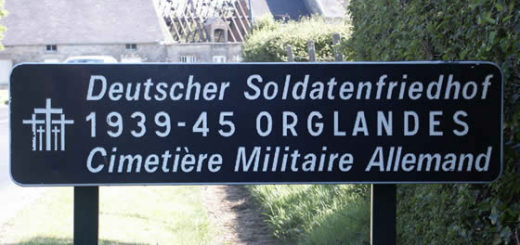 Deutscher Soldatenfriedhof
1939-45 ORGLANDES
Cimetière Militaire Allemand